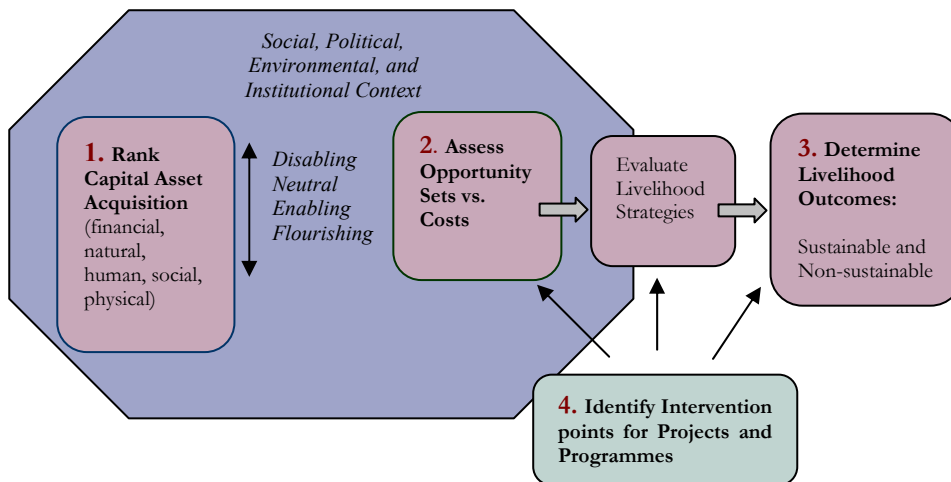 Social, Political,
Environmental, and
Institutional Context
1. Rank
Capital Asset
Acquisition
(financial,
natural,
human, social,
physical)
Disabling
Neutral
Enabling
Flourishing
2. Assess
Opportunity
Sets vs.
Costs
Evaluate
Livelihood
Strategies
3. Determine
Livelihood
Outcomes:
Sustainable and
Non-sustainable
4. Identify Intervention
points for Projects and
Programmes